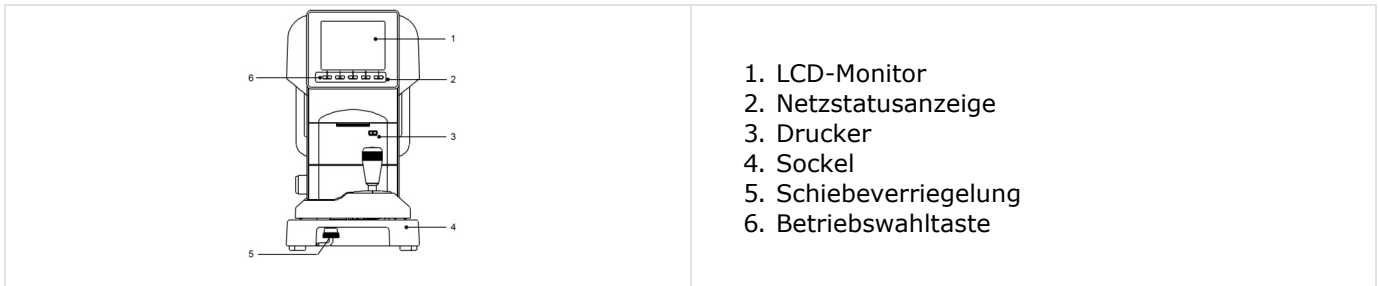 1
6
2
3
4
5
1. LCD-Monitor
2. Netzstatusanzeige
3. Drucker
4. Sockel
5. Schiebeverriegelung
6. Betriebswahltaste